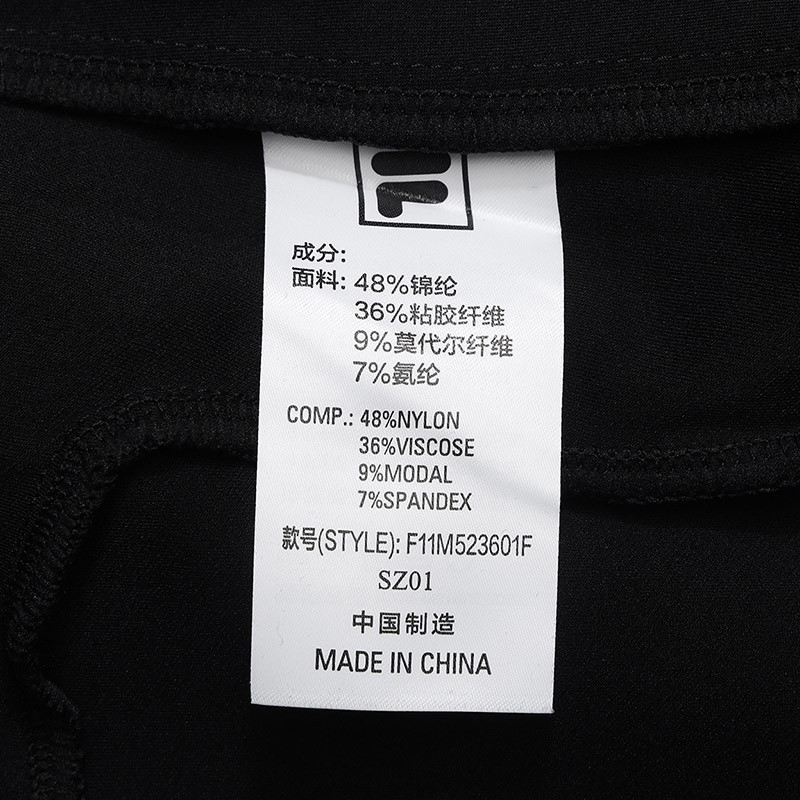 成分:
面料: 48%锦纶
36%粘胶纤维
9%莫代尔纤维
7%氨纶
COMP.: 48%NYLON
36%VISCOSE
9%MODAL
7%SPANDEX
款号(STYLE): F11M523601F
SZ01
中国制造
MADE IN CHINA